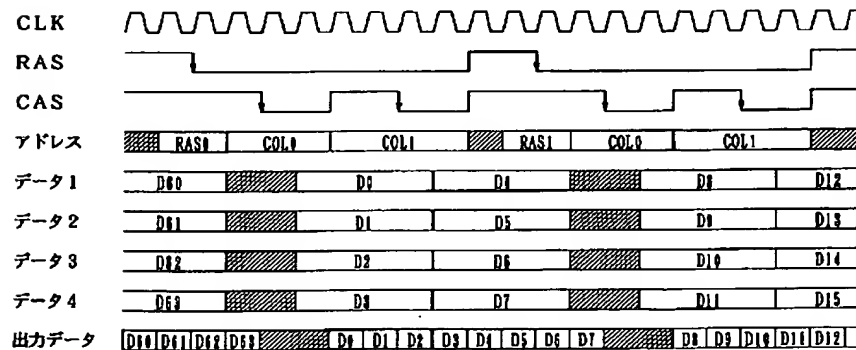 CLK
RAS
CAS
アドレス RAS0 COL0 COL1 RAS1 COL0 COL1
データ1 D60 D0 D4 D8 D12
データ2 D61 D1 D5 D9 D13
データ3 D62 D2 D6 D10 D14
データ4 D63 D3 D7 D11 D15
出力データ D60 D61 D62 D63 D0 D1 D2 D3 D4 D5 D6 D7 D8 D9 D10 D11 D12